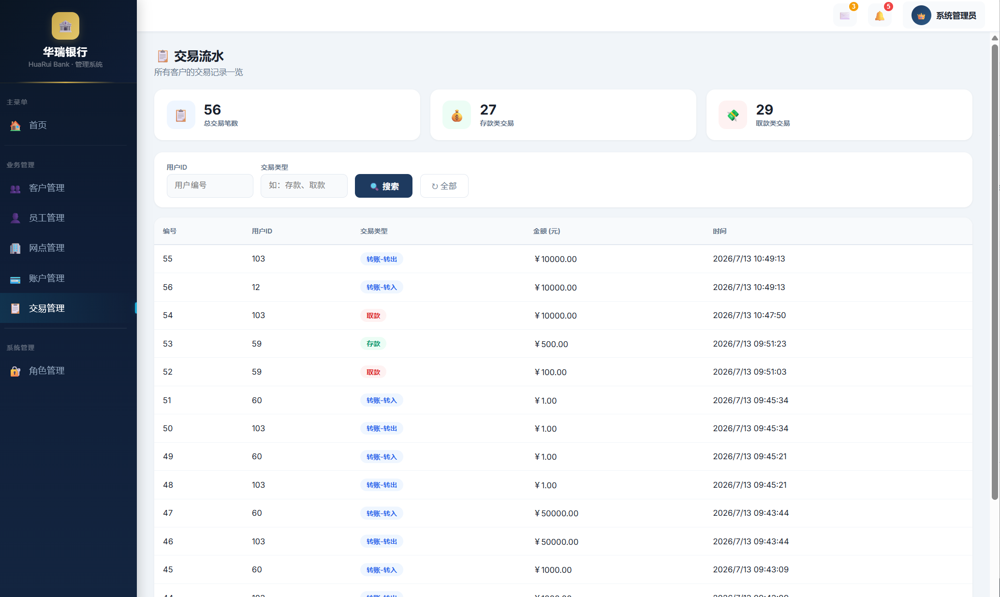 华瑞银行
HuaRui Bank · 管理系统
主菜单
首页
业务管理
客户管理
员工管理
网点管理
账户管理
交易管理
系统管理
角色管理
3
5
系统管理员
交易流水
所有客户的交易记录一览
56
总交易笔数
27
存款类交易
29
取款类交易
用户ID
用户编号
交易类型
如：存款、取款
搜索
↻ 全部
编号 用户ID 交易类型 金额 (元) 时间
55 103 转账-转出 ¥10000.00 2026/7/13 10:49:13
56 12 转账-转入 ¥10000.00 2026/7/13 10:49:13
54 103 取款 ¥10000.00 2026/7/13 10:47:50
53 59 存款 ¥500.00 2026/7/13 09:51:23
52 59 取款 ¥100.00 2026/7/13 09:51:03
51 60 转账-转入 ¥1.00 2026/7/13 09:45:34
50 103 转账-转出 ¥1.00 2026/7/13 09:45:34
49 60 转账-转入 ¥1.00 2026/7/13 09:45:21
48 103 转账-转出 ¥1.00 2026/7/13 09:45:21
47 60 转账-转入 ¥50000.00 2026/7/13 09:43:44
46 103 转账-转出 ¥50000.00 2026/7/13 09:43:44
45 60 转账-转入 ¥1000.00 2026/7/13 09:43:09